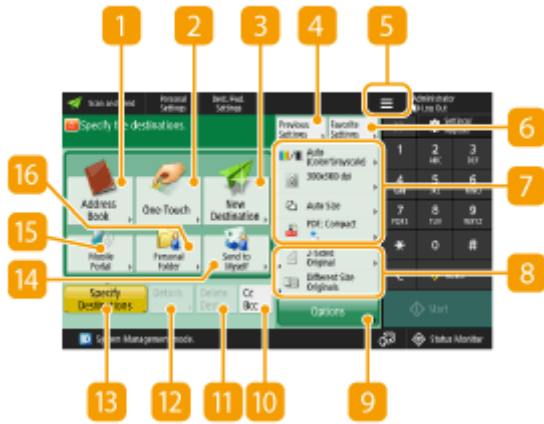 1
2
3
4
5
Scan and Send
Personal
Settings
Dest./Fwd.
Settings
Administrator
Log Out
Specify the destinations.
Previous
Settings
Favorite
Settings
6
16
Auto
(Color/Grayscale)
300x300 dpi
7
1
2
3
ABC
DEF
Address
Book
One-Touch
New
Destination
4
5
6
Auto Size
PDF; Compact
7
8
9
15
Mobile
Portal
Personal
Folder
Send to
Myself
2-Sided
Original
Different Size
Originals
8
* 0 #
14
C
Specify
Destinations
Details
Delete
Cc
Bcc
Options
Start
System Management mode.
Status Monitor
13
12
11
10
9